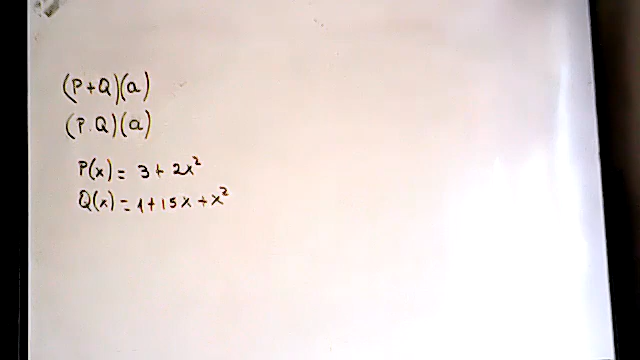 (P+Q)(a)
(P.Q)(a)
P(x) = 3 + 2x²
Q(x) = 1+15x + x²